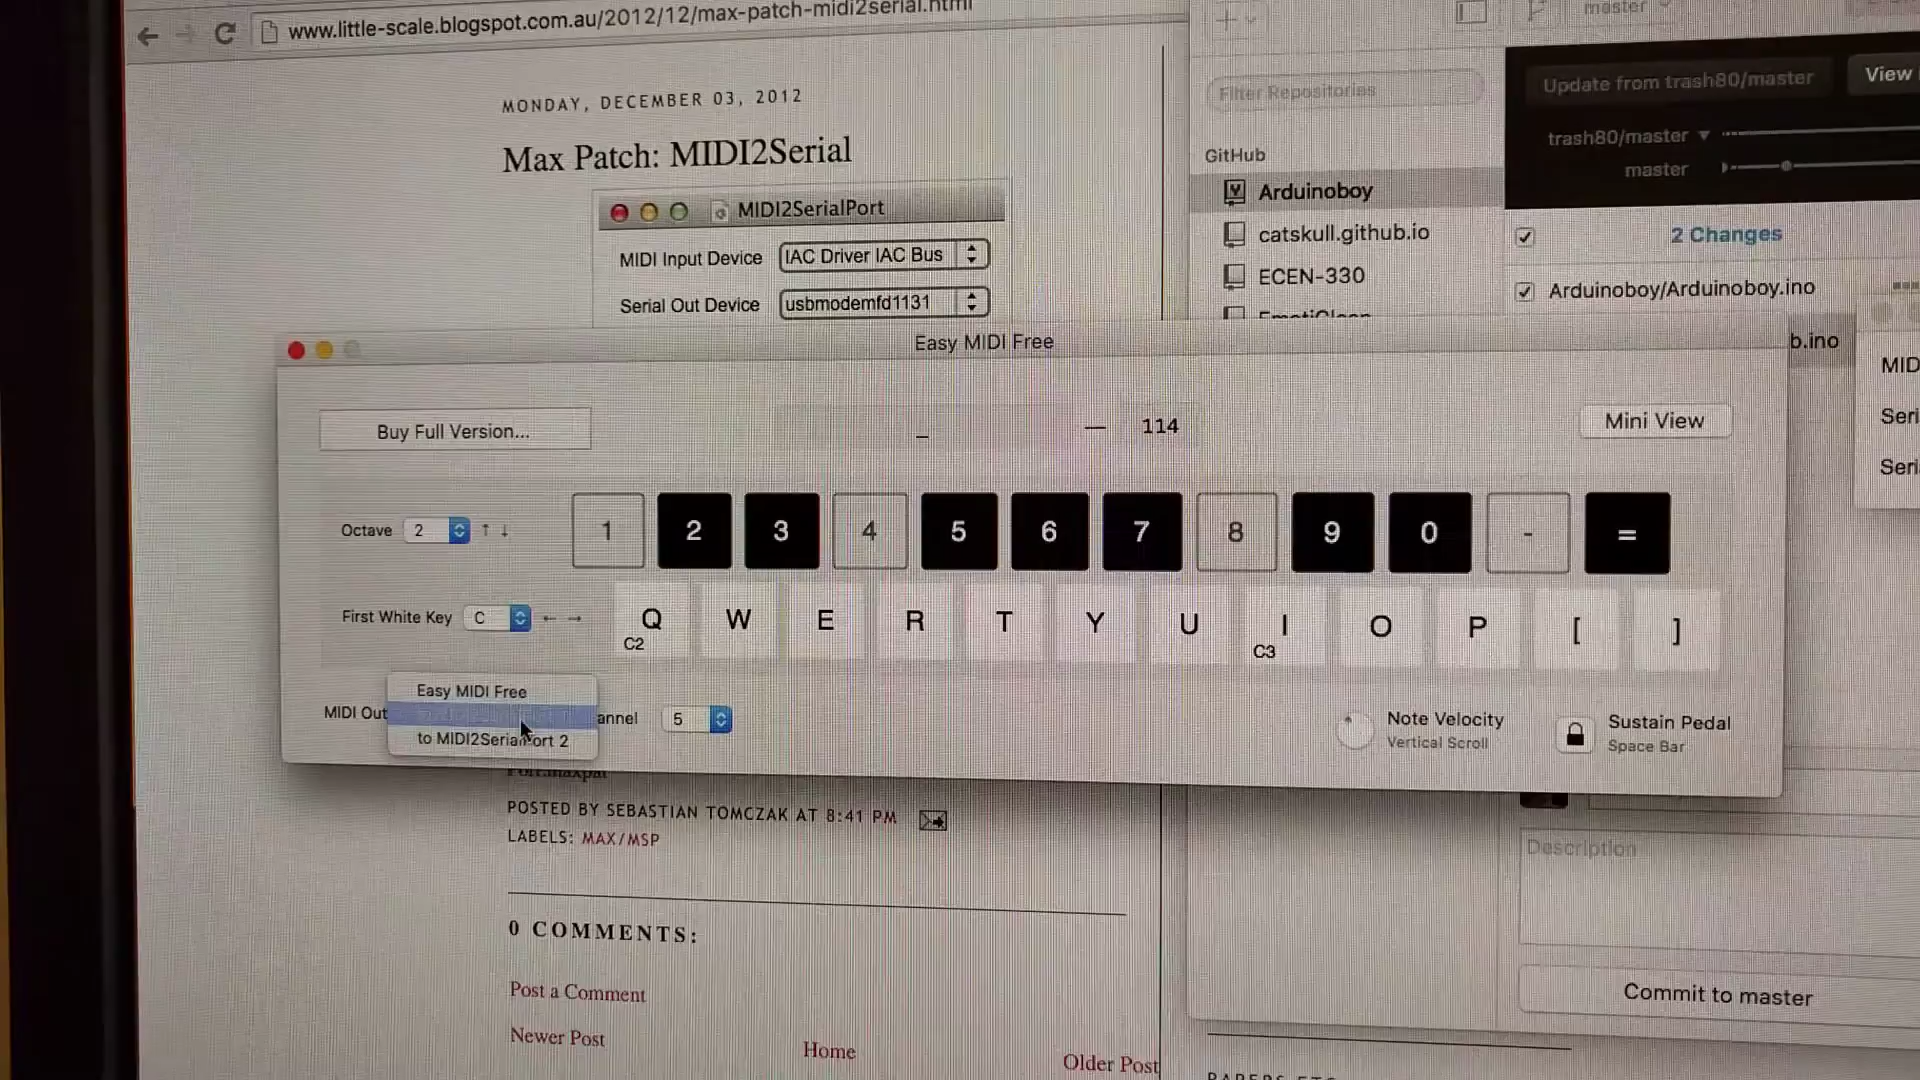 www.little-scale.blogspot.com.au/2012/12/max-patch-midi2serial.html
MONDAY, DECEMBER 03, 2012
Max Patch: MIDI2Serial
MIDI2SerialPort
MIDI Input Device IAC Driver IAC Bus
Serial Out Device usbmodemfd1131
master
Filter Repositories
GitHub
Arduinoboy
catskull.github.io
ECEN-330
Update from trash80/master
View
trash80/master
master
2 Changes
Arduinoboy/Arduinoboy.ino
b.ino
MID
Seri
Seri
Easy MIDI Free
Buy Full Version...
— 114
Mini View
Octave 2 ↑ ↓
1 2 3 4 5 6 7 8 9 0 - =
First White Key C ← →
Q W E R T Y U I O P [ ]
C2 C3
MIDI Out
Easy MIDI Free
to MIDI2SerialPort 2
annel 5
Note Velocity
Vertical Scroll
Sustain Pedal
Space Bar
POSTED BY SEBASTIAN TOMCZAK AT 8:41 PM
LABELS: MAX/MSP
0 COMMENTS:
Post a Comment
Newer Post Home Older Post
Description
Commit to master